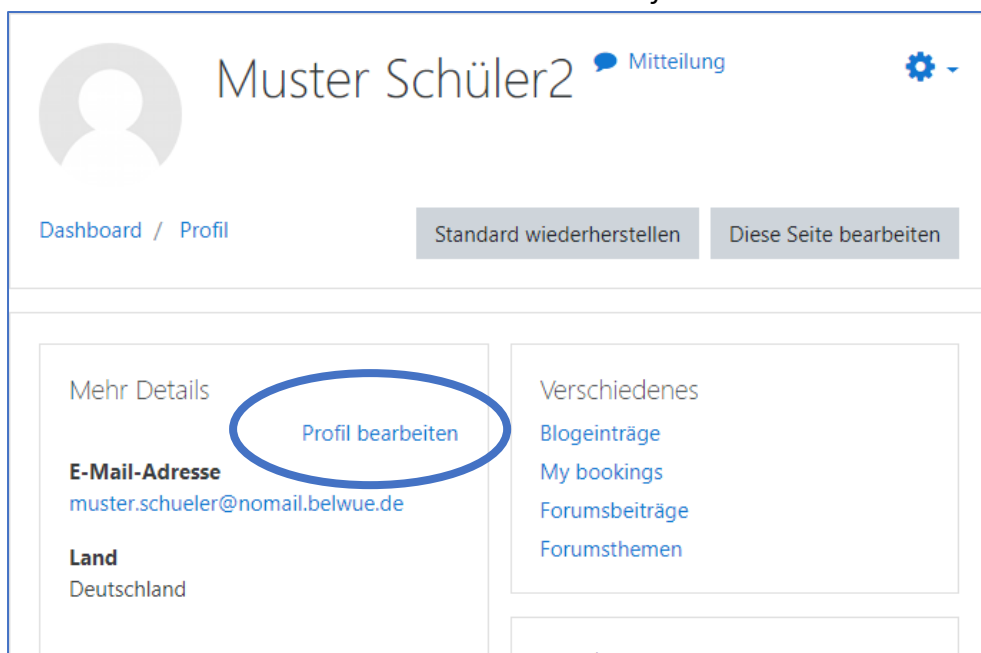 Muster Schüler2 Mitteilung
Dashboard / Profil
Standard wiederherstellen
Diese Seite bearbeiten
Mehr Details
Profil bearbeiten
E-Mail-Adresse
muster.schueler@nomail.belwue.de
Land
Deutschland
Verschiedenes
Blogeinträge
My bookings
Forumsbeiträge
Forumsthemen